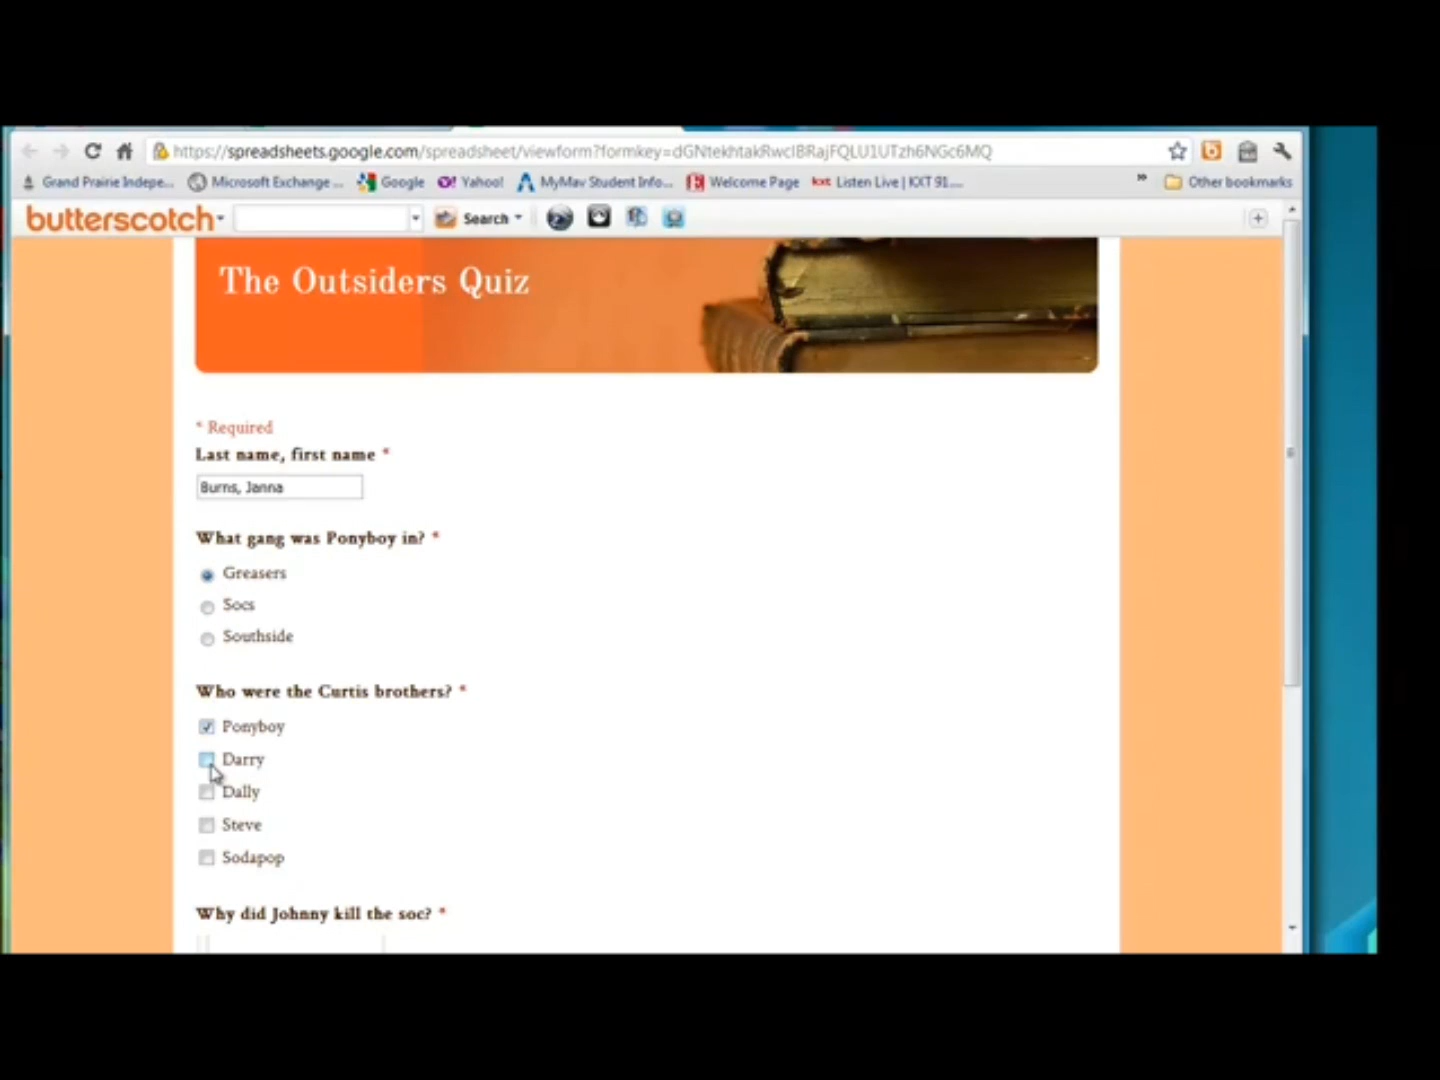 https://spreadsheets.google.com/spreadsheet/viewform?formkey=dGNtekhtakRwclBRajFQLU1UTzh6NGc6MQ
Grand Prairie Indepe... Microsoft Exchange ... Google Yahoo! MyMav Student Info... Welcome Page kxt Listen Live | KXT 91.... » Other bookmarks
butterscotch Search
The Outsiders Quiz
* Required
Last name, first name *
Burns, Janna
What gang was Ponyboy in? *
Greasers
Socs
Southside
Who were the Curtis brothers? *
Ponyboy
Darry
Dally
Steve
Sodapop
Why did Johnny kill the soc? *